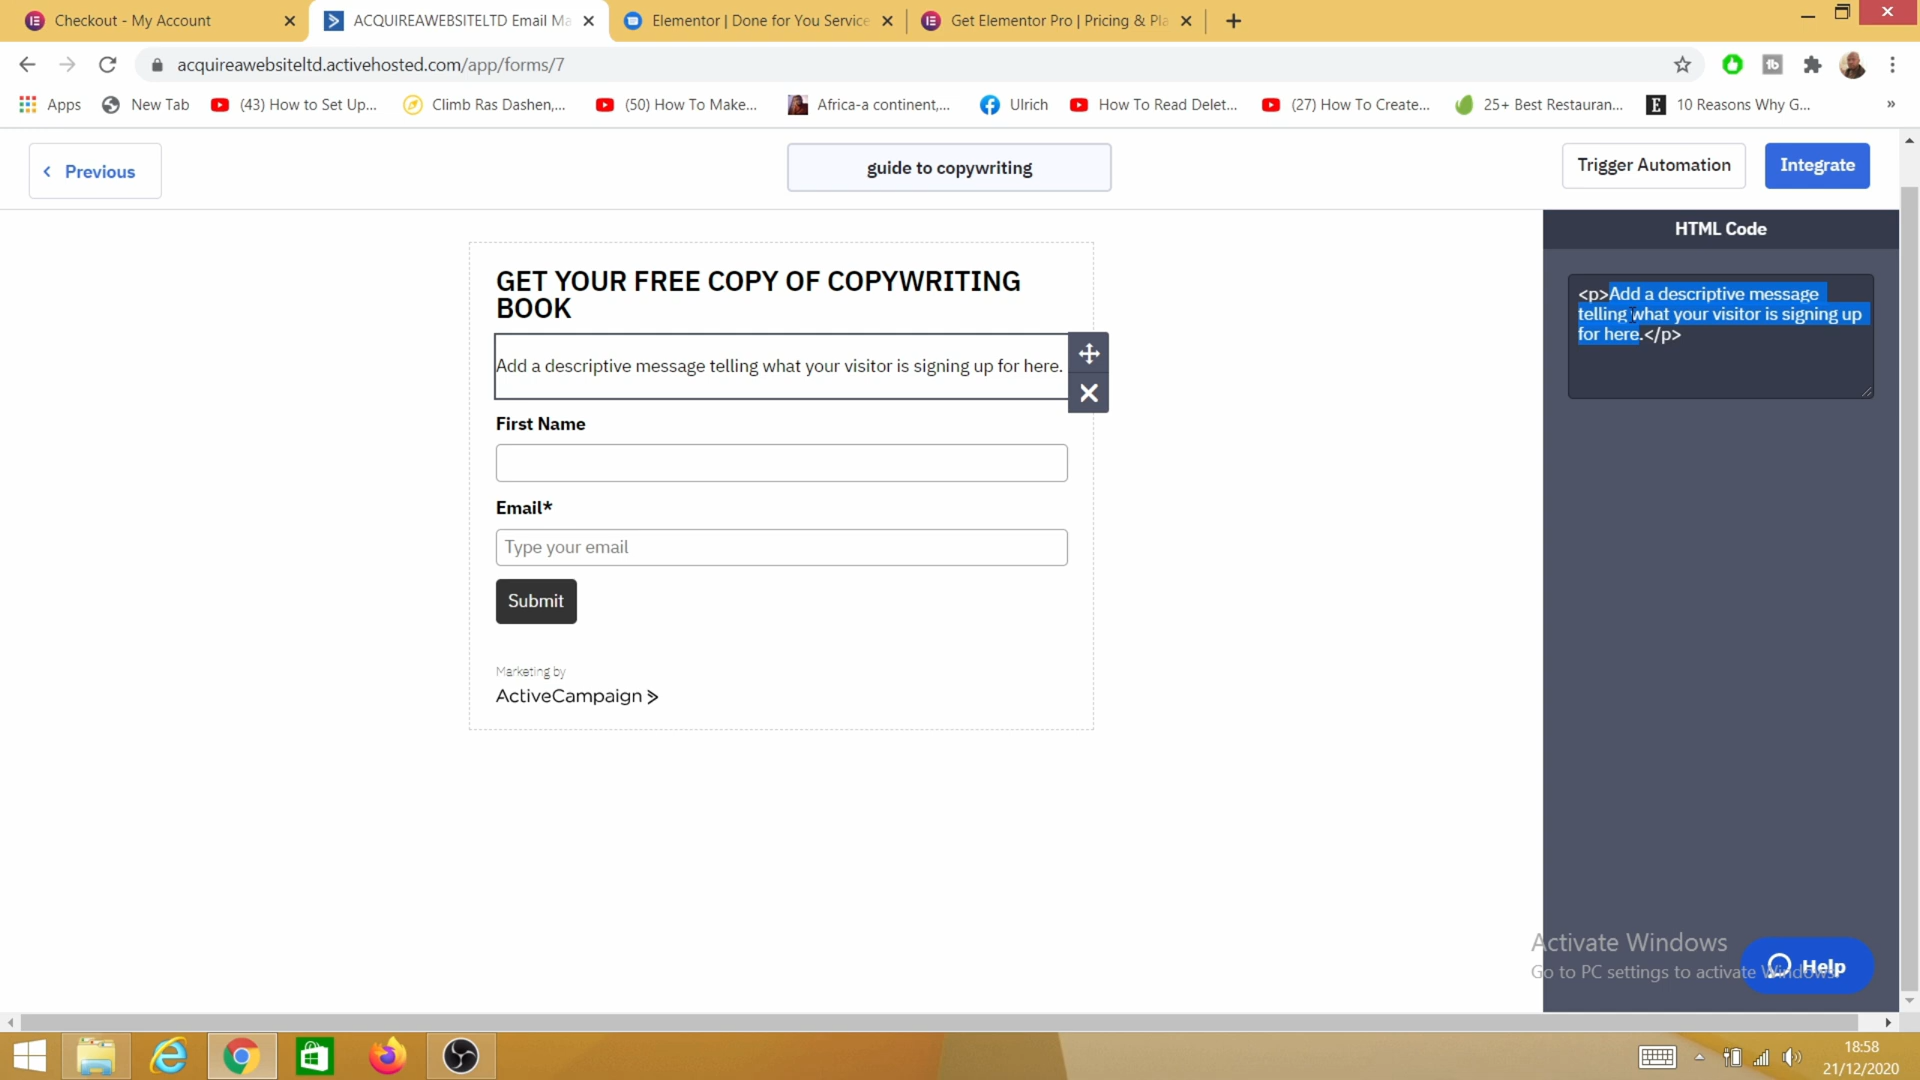 Checkout - My Account
ACQUIREAWEBSITELTD Email Ma
Elementor | Done for You Service
Get Elementor Pro | Pricing & Pla
acquireawebsiteltd.activehosted.com/app/forms/7
Apps
New Tab
(43) How to Set Up...
Climb Ras Dashen,...
(50) How To Make...
Africa-a continent,...
Ulrich
How To Read Delet...
(27) How To Create...
25+ Best Restauran...
10 Reasons Why G...
Previous
guide to copywriting
Trigger Automation
Integrate
HTML Code
<p>Add a descriptive message
telling what your visitor is signing up
for here.</p>
GET YOUR FREE COPY OF COPYWRITING
BOOK
Add a descriptive message telling what your visitor is signing up for here.
First Name
Email*
Type your email
Submit
Marketing by
ActiveCampaign
Activate Windows
Go to PC settings to activate Windows.
Help
18:58
21/12/2020